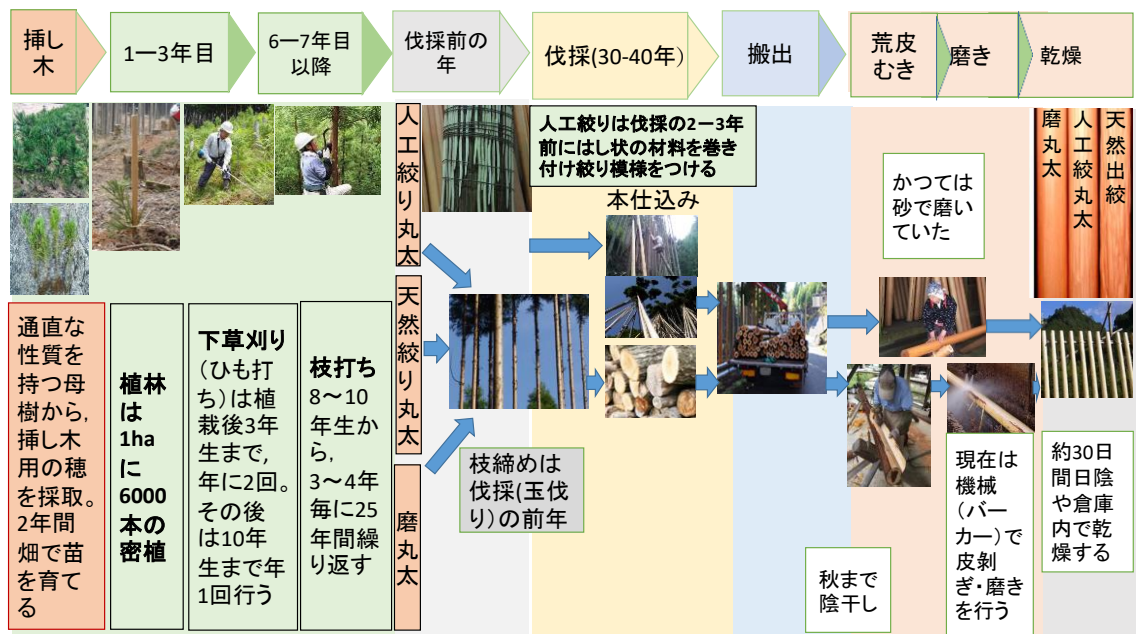 挿し
木
1―3年目
6―7年目
以降
伐採前の
年
伐採(30-40年)
搬出
荒皮
むき
磨き
乾燥
人工絞り丸太
人工絞りは伐採の2－3年
前にはし状の材料を巻き
付け絞り模様をつける
本仕込み
かつては
砂で磨い
ていた
磨丸太
人工絞丸太
天然出絞
天然絞り丸太
磨丸太
通直な
性質を
持つ母
樹から,
挿し木
用の穂
を採取。
2年間
畑で苗
を育て
る
植林
は
1ha
に
6000
本の
密植
下草刈り
（ひも打
ち）は植
栽後3年
生まで,
年に2回。
その後
は10年
生まで年
1回行う
枝打ち
8～10
年生か
ら,
3～4年
毎に25
年間繰
り返す
枝締めは
伐採(玉伐
り)の前年
秋まで
陰干し
現在は
機械
（バー
カー）で
皮剝
ぎ・磨き
を行う
約30日
間日陰
や倉庫
内で乾
燥する